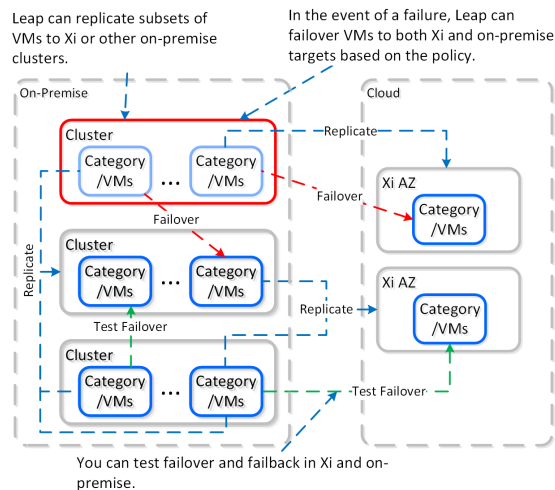 Leap can replicate subsets of
VMs to Xi or other on-premise
clusters.
In the event of a failure, Leap can
failover VMs to both Xi and on-premise
targets based on the policy.
On-Premise
Cloud
Cluster
Replicate
Category
/VMs
...
Category
/VMs
Xi AZ
Failover
Category
/VMs
Failover
Cluster
Category
/VMs
...
Category
/VMs
Replicate
Xi AZ
Category
/VMs
Replicate
Test Failover
Cluster
Category
/VMs
...
Category
/VMs
Test Failover
You can test failover and failback in Xi and on-
premise.